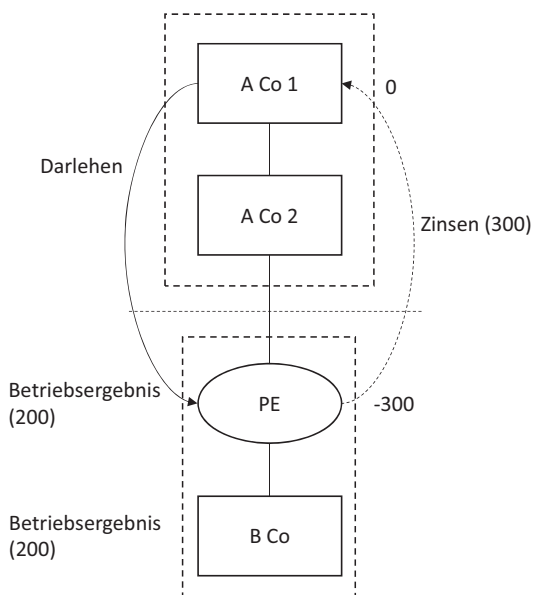 A Co 1
0
Darlehen
A Co 2
Zinsen (300)
Betriebsergebnis
(200)
PE
-300
Betriebsergebnis
(200)
B Co